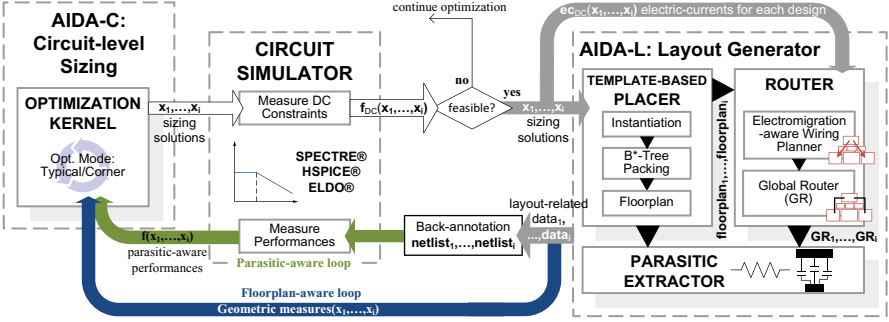 AIDA-C:
Circuit-level
Sizing
OPTIMIZATION
KERNEL
Opt. Mode:
Typical/Corner
x1,…,xi
sizing
solutions
CIRCUIT
SIMULATOR
Measure DC
Constraints
SPECTRE®
HSPICE®
ELDO®
Measure
Performances
Parasitic-aware loop
fDC(x1,…,xi)
continue optimization
no
feasible?
yes
ecDC(x1,…,xi) electric-currents for each design
x1,…,xi
sizing
solutions
AIDA-L: Layout Generator
TEMPLATE-BASED
PLACER
Instantiation
B*-Tree
Packing
Floorplan
floorplan1,…,floorplani
ROUTER
Electromigration
-aware Wiring
Planner
Global Router
(GR)
GR1,…,GRi
PARASITIC
EXTRACTOR
layout-related
data1,
…,datai
Back-annotation
netlist1,…,netlisti
f(x1,…,xi)
parasitic-aware
performances
Floorplan-aware loop
Geometric measures(x1,…,xi)